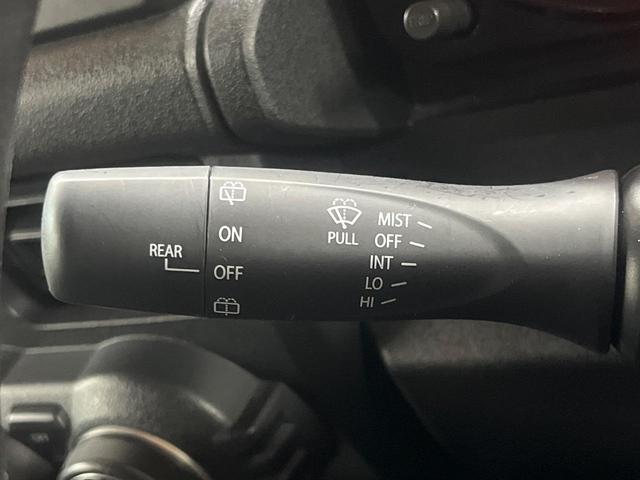 REAR
ON
OFF
PULL
MIST
OFF
INT
LO
HI